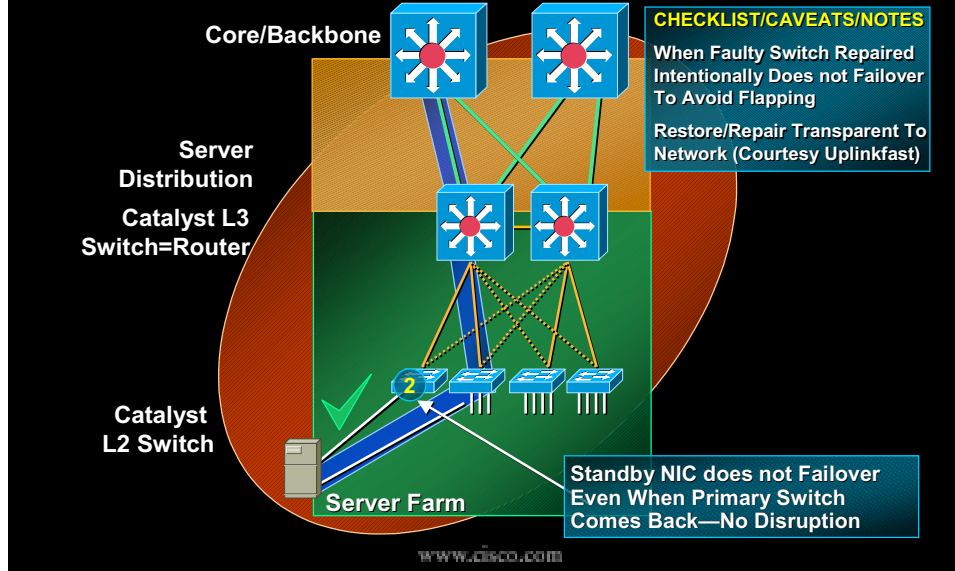 Core/Backbone
CHECKLIST/CAVEATS/NOTES
When Faulty Switch Repaired
Intentionally Does not Failover
To Avoid Flapping
Restore/Repair Transparent To
Network (Courtesy Uplinkfast)
Server
Distribution
Catalyst L3
Switch=Router
2
Catalyst
L2 Switch
Server Farm
Standby NIC does not Failover
Even When Primary Switch
Comes Back—No Disruption
www.cisco.com